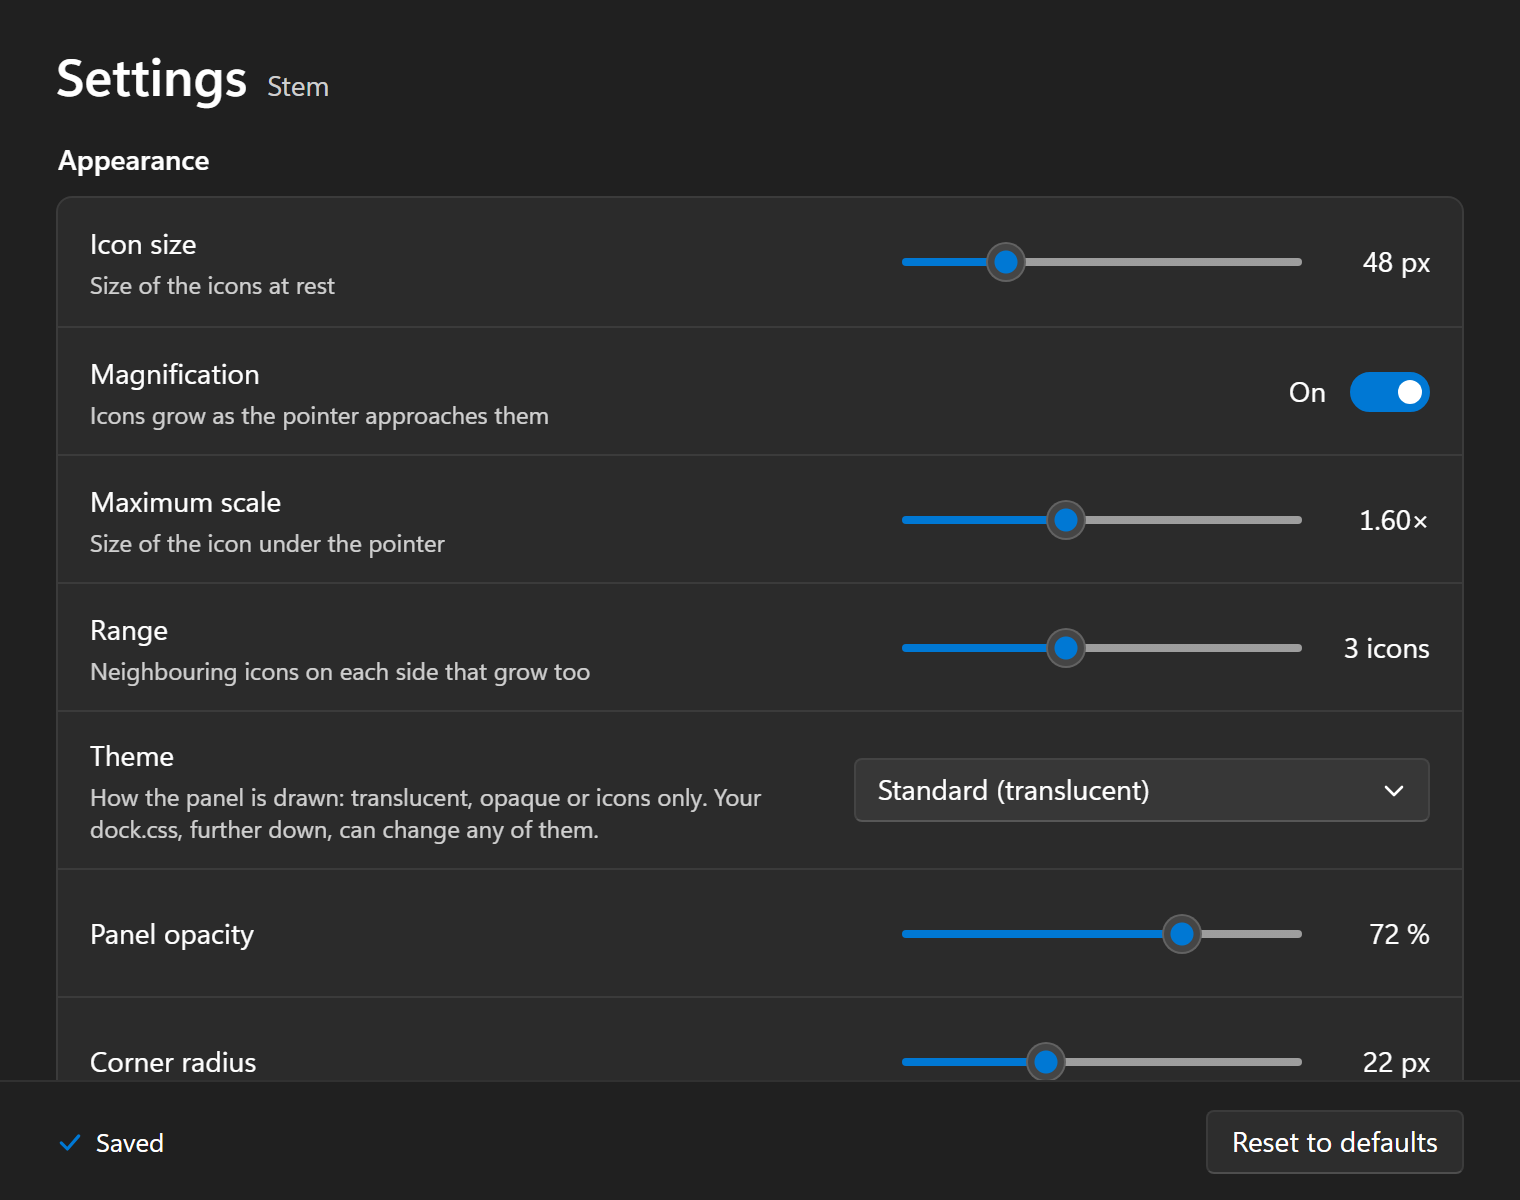 Settings Stem
Appearance
Icon size
Size of the icons at rest
48 px
Magnification
Icons grow as the pointer approaches them
On
Maximum scale
Size of the icon under the pointer
1.60×
Range
Neighbouring icons on each side that grow too
3 icons
Theme
How the panel is drawn: translucent, opaque or icons only. Your
dock.css, further down, can change any of them.
Standard (translucent)
Panel opacity
72 %
Corner radius
22 px
Saved
Reset to defaults